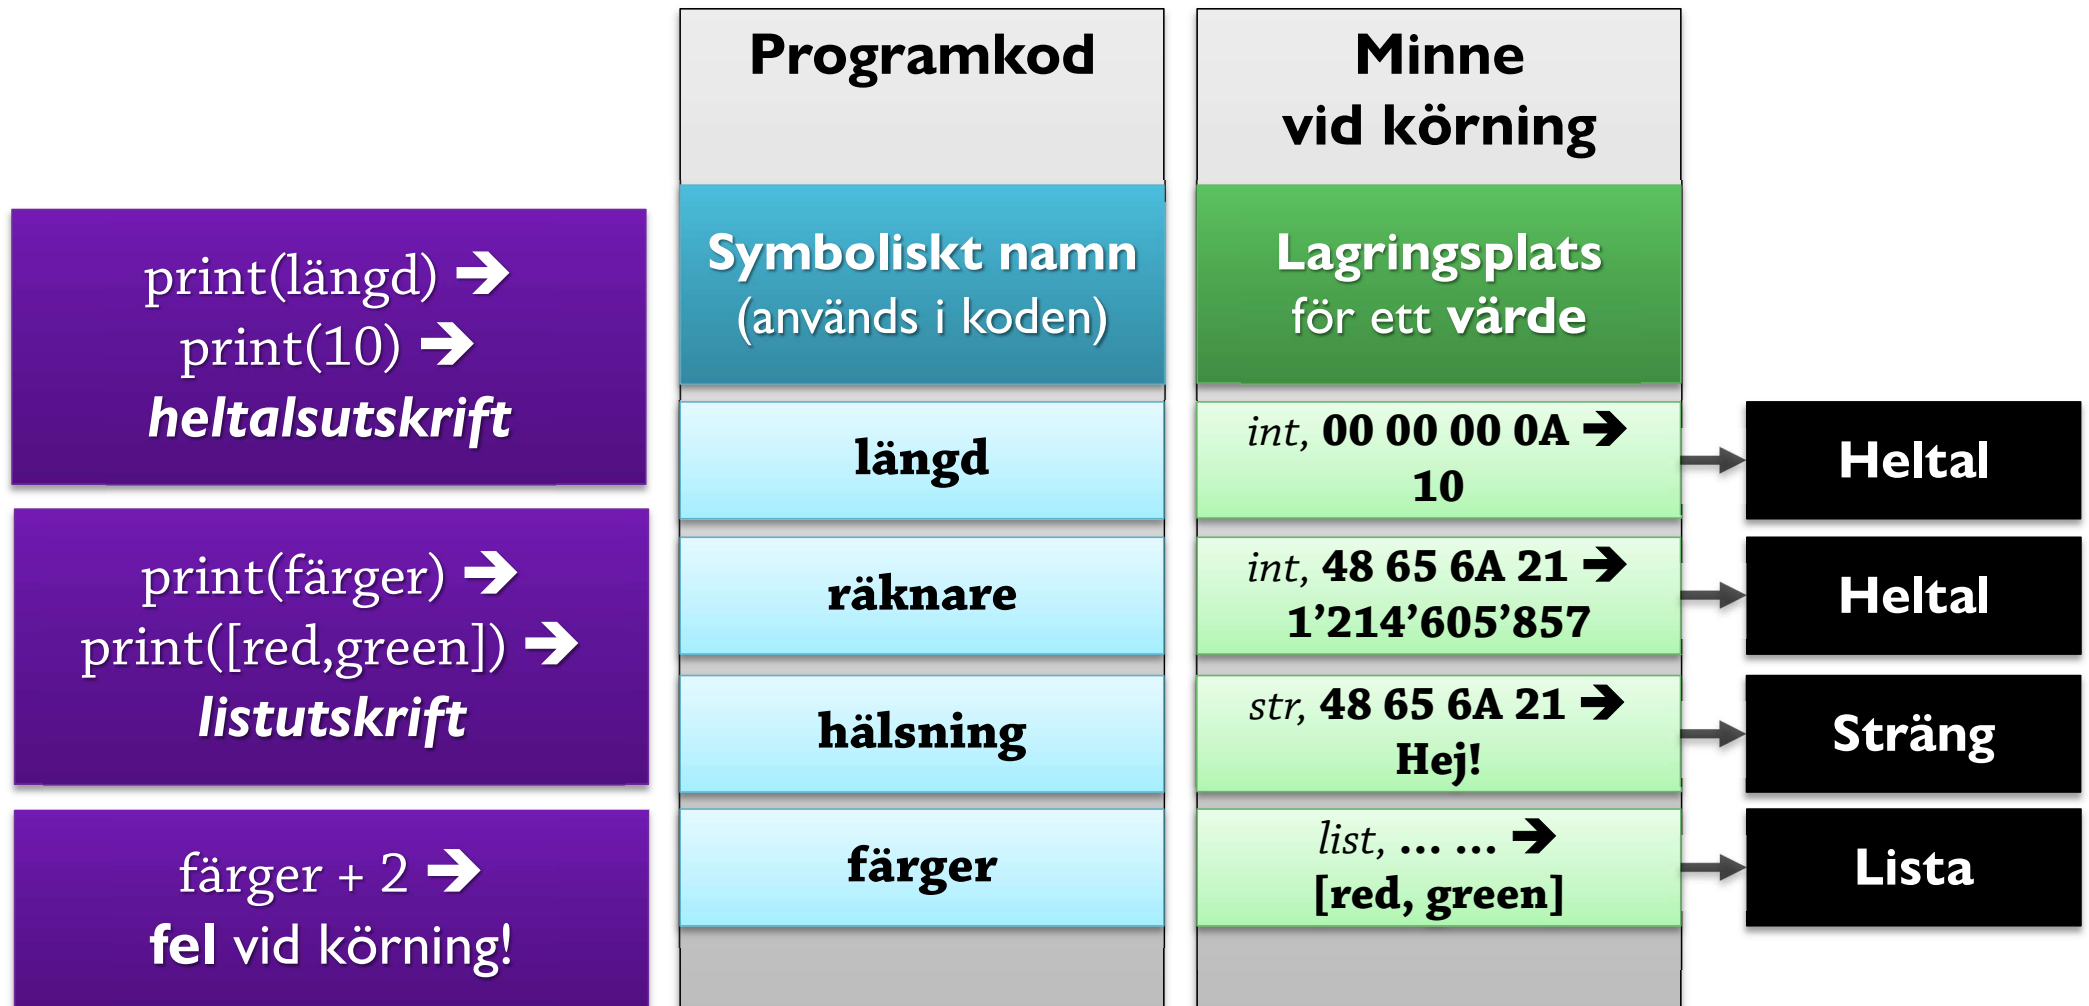 Programkod
Minne
vid körning
print(längd) ➔
print(10) ➔
heltalsutskrift
Symboliskt namn
(används i koden)
Lagringsplats
för ett värde
längd
int, 00 00 00 0A ➔
10
Heltal
print(färger) ➔
print([red,green]) ➔
listutskrift
räknare
int, 48 65 6A 21 ➔
1’214’605’857
Heltal
hälsning
str, 48 65 6A 21 ➔
Hej!
Sträng
färger + 2 ➔
fel vid körning!
färger
list, … … ➔
[red, green]
Lista